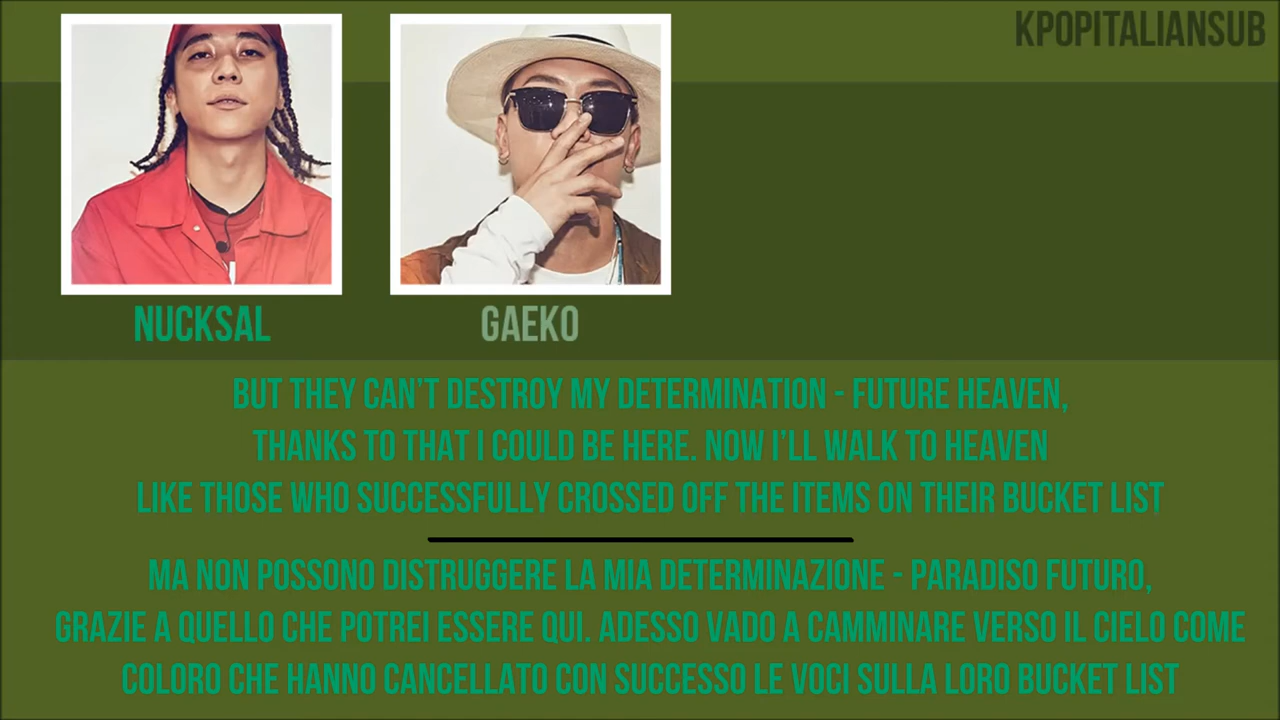 KPOPITALIANSUB
NUCKSAL
GAEKO
BUT THEY CAN'T DESTROY MY DETERMINATION - FUTURE HEAVEN,
THANKS TO THAT I COULD BE HERE. NOW I'LL WALK TO HEAVEN
LIKE THOSE WHO SUCCESSFULLY CROSSED OFF THE ITEMS ON THEIR BUCKET LIST
MA NON POSSONO DISTRUGGERE LA MIA DETERMINAZIONE - PARADISO FUTURO,
GRAZIE A QUELLO CHE POTREI ESSERE QUI. ADESSO VADO A CAMMINARE VERSO IL CIELO COME
COLORO CHE HANNO CANCELLATO CON SUCCESSO LE VOCI SULLA LORO BUCKET LIST